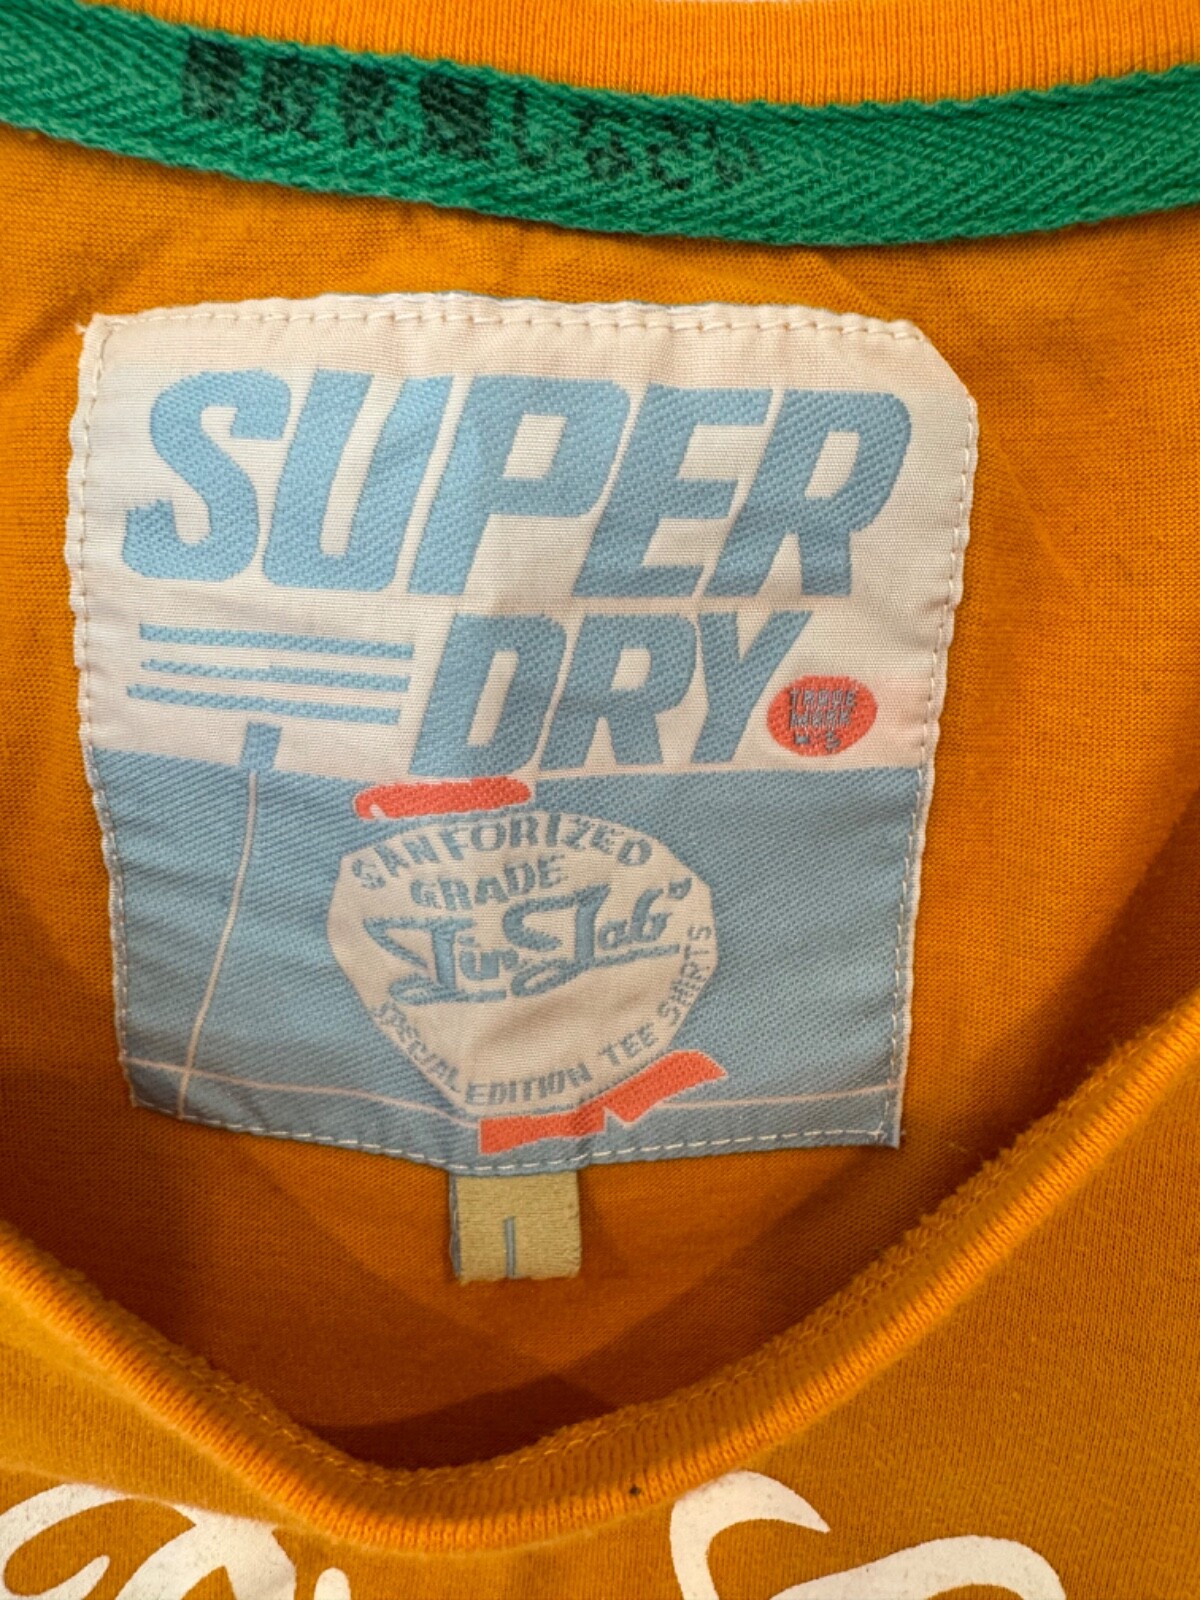 SUPER
DRY
TRADE
MARK
SANFORIZED
GRADE
Tin Tab
SPECIAL EDITION TEE SHIRTS